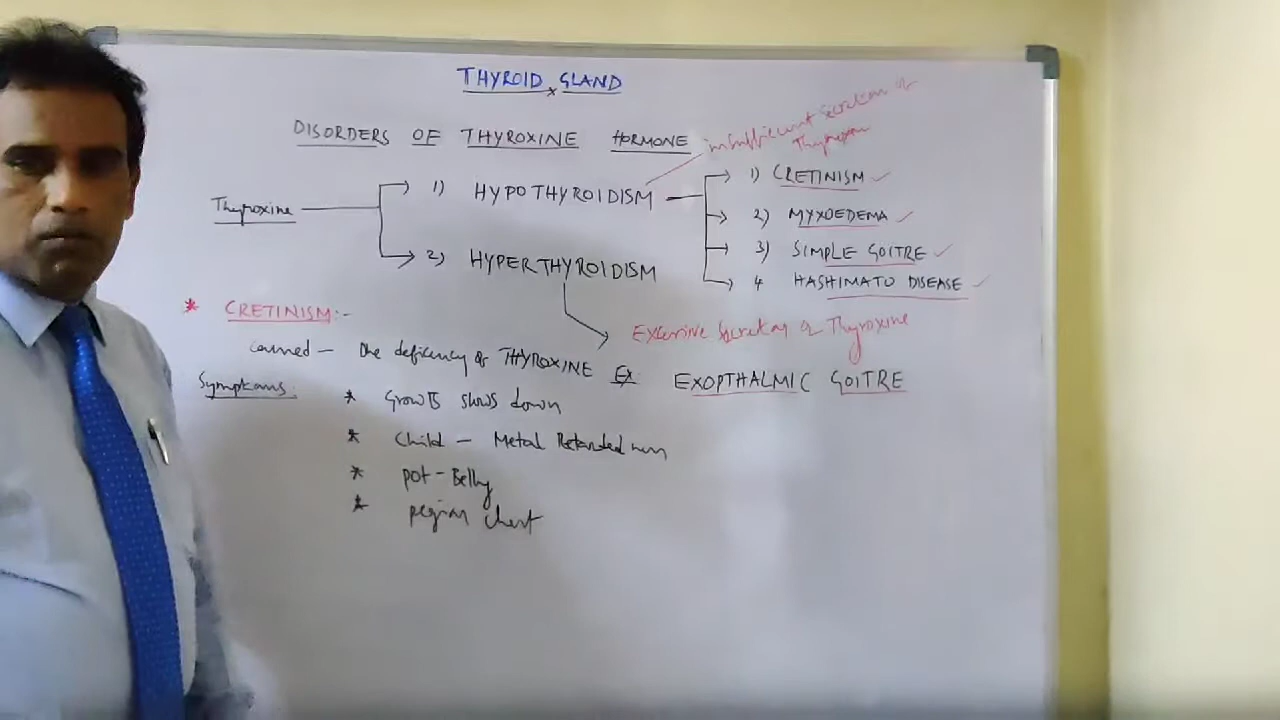 THYROID GLAND
DISORDERS OF THYROXINE HORMONE
insufficient secretion of
Thyroxine
Thyroxine
1) HYPOTHYROIDISM
1) CRETINISM
2) MYXOEDEMA
3) SIMPLE GOITRE
4 HASHIMATO DISEASE
2) HYPERTHYROIDISM
Excessive Secretion of Thyroxine
Ex EXOPTHALMIC GOITRE
* CRETINISM:-
caused - the deficiency of THYROXINE
Symptoms:
* Growth slows down
* Child - Metal Retarded
* pot-Belly
* chest